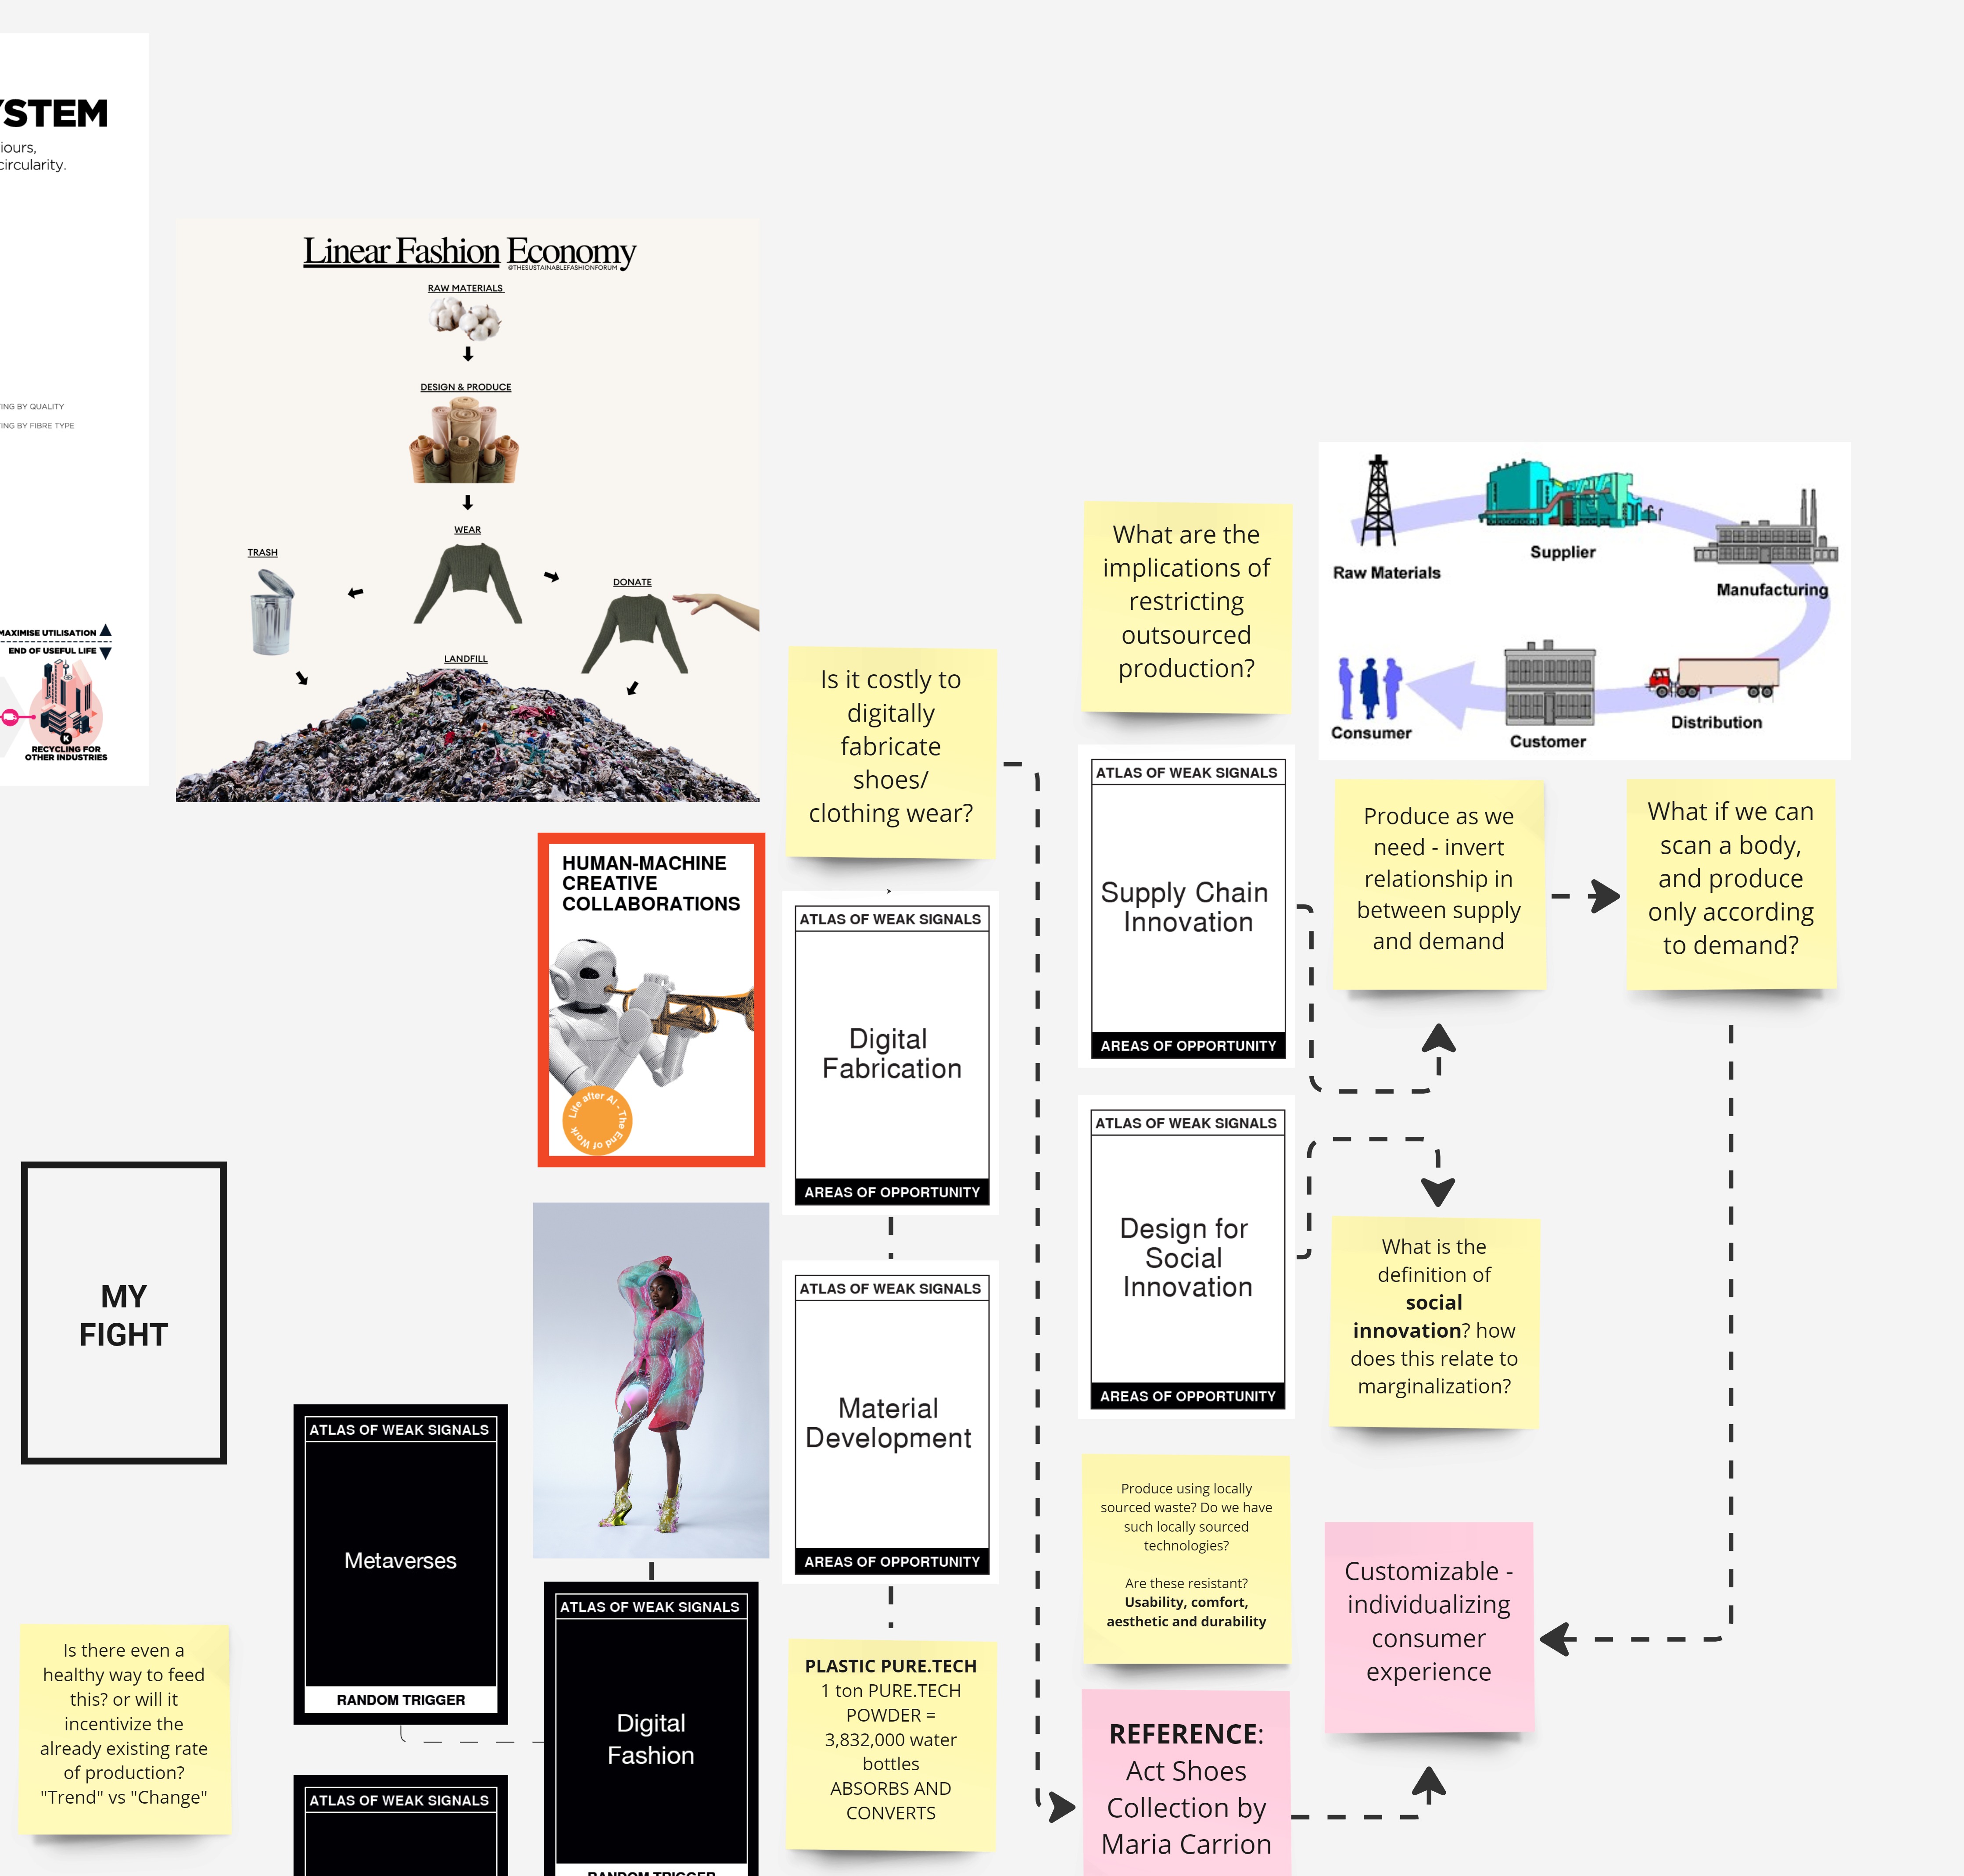 YSTEM
iours,
circularity.
TING BY QUALITY
TING BY FIBRE TYPE
MAXIMISE UTILISATION
END OF USEFUL LIFE
K
RECYCLING FOR
OTHER INDUSTRIES
Linear Fashion Economy
@THESUSTAINABLEFASHIONFORUM
RAW MATERIALS
DESIGN & PRODUCE
WEAR
TRASH
DONATE
LANDFILL
Is it costly to
digitally
fabricate
shoes/
clothing wear?
What are the
implications of
restricting
outsourced
production?
Raw Materials
Supplier
Manufacturing
Distribution
Customer
Consumer
HUMAN-MACHINE
CREATIVE
COLLABORATIONS
Life after AI - The End of Work
ATLAS OF WEAK SIGNALS
Digital
Fabrication
AREAS OF OPPORTUNITY
ATLAS OF WEAK SIGNALS
Supply Chain
Innovation
AREAS OF OPPORTUNITY
Produce as we
need - invert
relationship in
between supply
and demand
What if we can
scan a body,
and produce
only according
to demand?
ATLAS OF WEAK SIGNALS
Design for
Social
Innovation
AREAS OF OPPORTUNITY
What is the
definition of
social
innovation? how
does this relate to
marginalization?
MY
FIGHT
ATLAS OF WEAK SIGNALS
Material
Development
AREAS OF OPPORTUNITY
ATLAS OF WEAK SIGNALS
Metaverses
RANDOM TRIGGER
Produce using locally
sourced waste? Do we have
such locally sourced
technologies?
Are these resistant?
Usability, comfort,
aesthetic and durability
Customizable -
individualizing
consumer
experience
Is there even a
healthy way to feed
this? or will it
incentivize the
already existing rate
of production?
"Trend" vs "Change"
ATLAS OF WEAK SIGNALS
ATLAS OF WEAK SIGNALS
Digital
Fashion
RANDOM TRIGGER
PLASTIC PURE.TECH
1 ton PURE.TECH
POWDER =
3,832,000 water
bottles
ABSORBS AND
CONVERTS
REFERENCE:
Act Shoes
Collection by
Maria Carrion